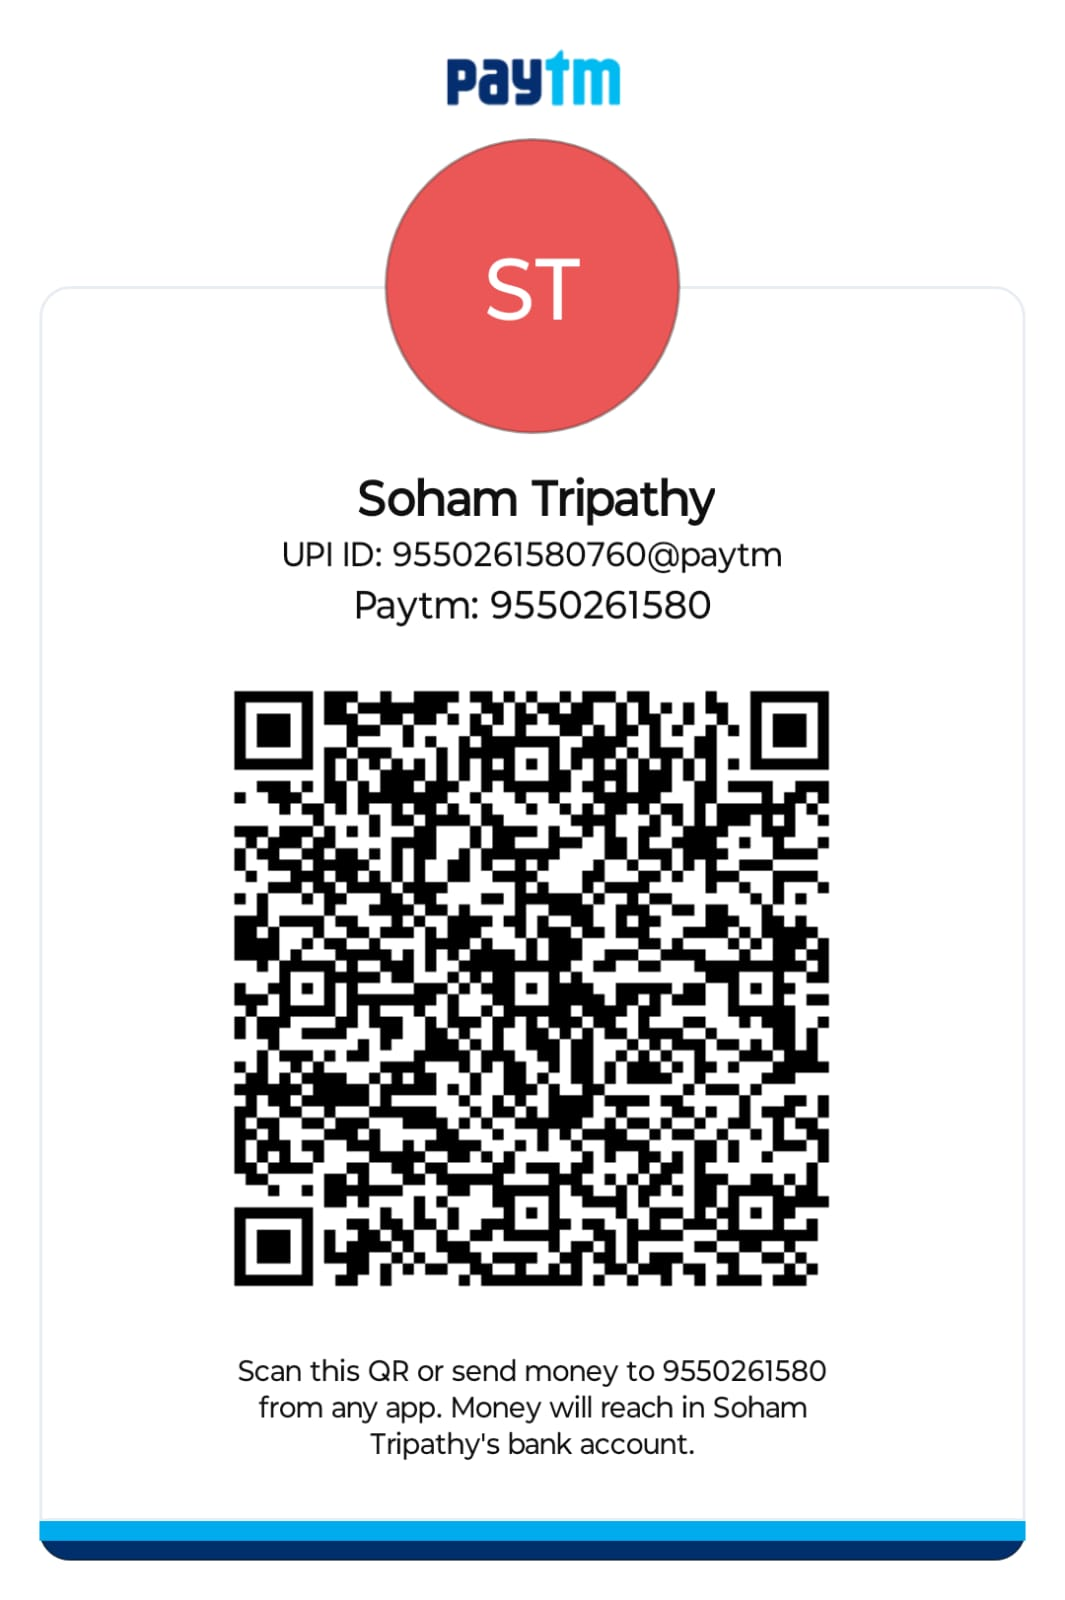 paytm
ST
Soham Tripathy
UPI ID: 9550261580760@paytm
Paytm: 9550261580
Scan this QR or send money to 9550261580
from any app. Money will reach in Soham
Tripathy's bank account.